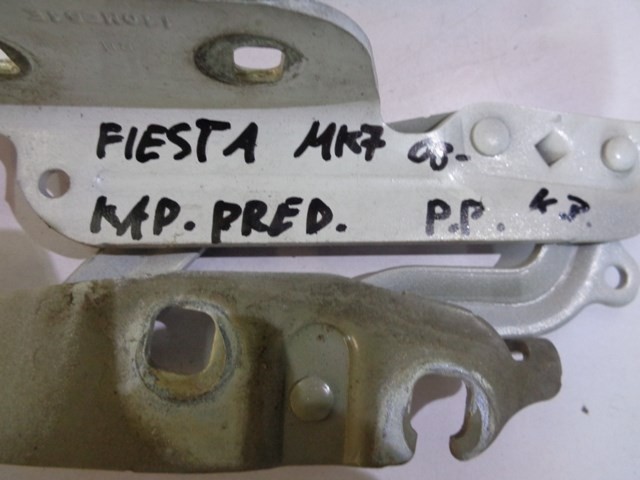 FIESTA MK7 08-
KAP. PRED. P.P. K.P.